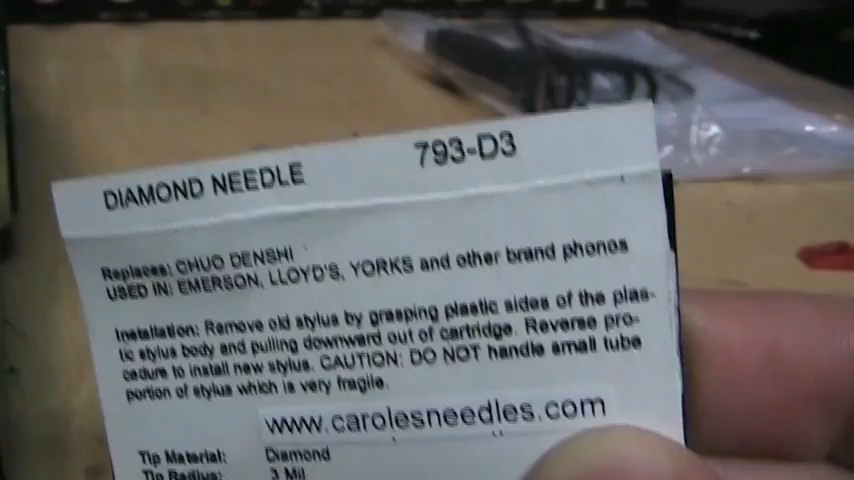 DIAMOND NEEDLE 793-D3
Replaces: CHUO DENSHI
USED IN: EMERSON, LLOYD'S, YORKS and other brand phonos
Installation: Remove old stylus by grasping plastic sides of the plas-
tic stylus body and pulling downward out of cartridge. Reverse pro-
cedure to install new stylus. CAUTION: DO NOT handle small tube
portion of stylus which is very fragile.
www.carolesneedles.com
Tip Material: Diamond
Tip Radius: 3 Mil